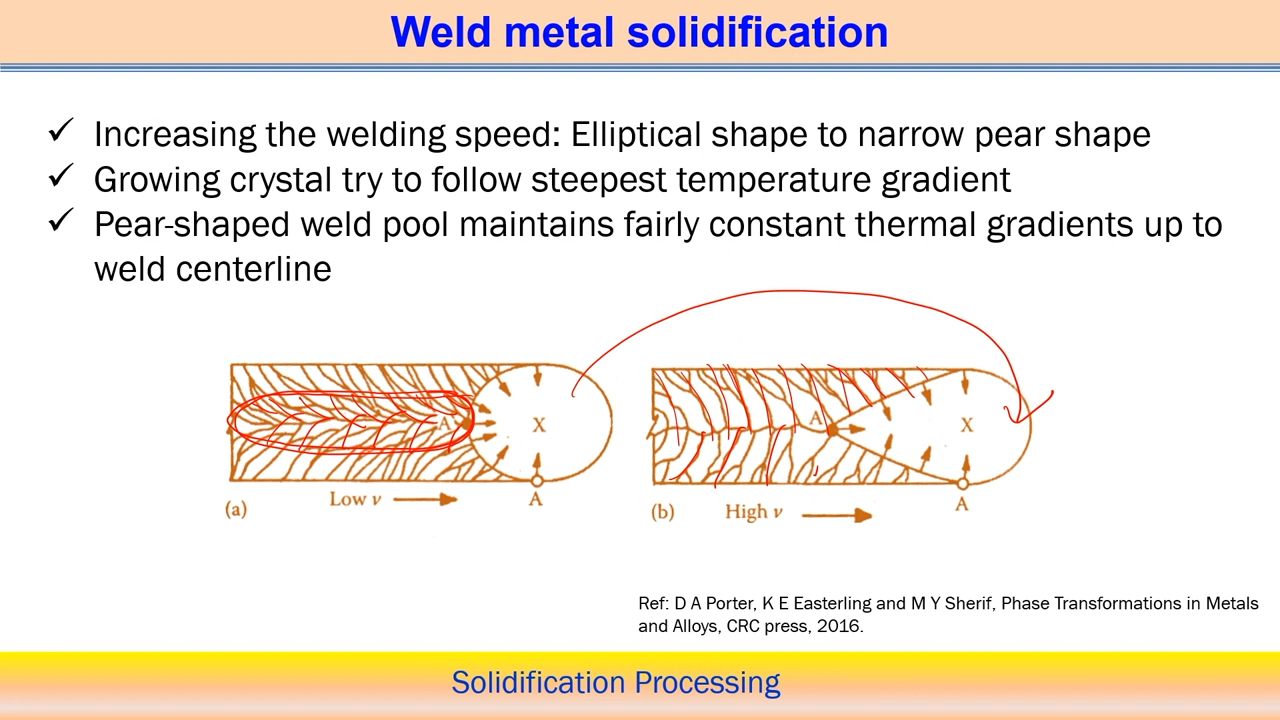 Weld metal solidification
✓ Increasing the welding speed: Elliptical shape to narrow pear shape
✓ Growing crystal try to follow steepest temperature gradient
✓ Pear-shaped weld pool maintains fairly constant thermal gradients up to
weld centerline
A X
A X
(a) Low v A
(b) High v A
Ref: D A Porter, K E Easterling and M Y Sherif, Phase Transformations in Metals
and Alloys, CRC press, 2016.
Solidification Processing